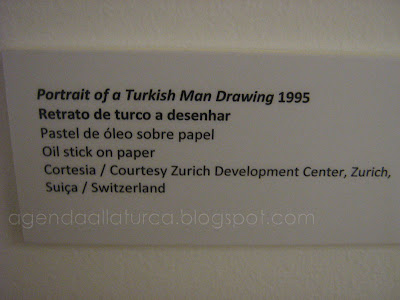 Portrait of a Turkish Man Drawing 1995
Retrato de turco a desenhar
Pastel de óleo sobre papel
Oil stick on paper
Cortesia / Courtesy Zurich Development Center, Zurich,
Suiça / Switzerland
agendaallaturca.blogspot.com